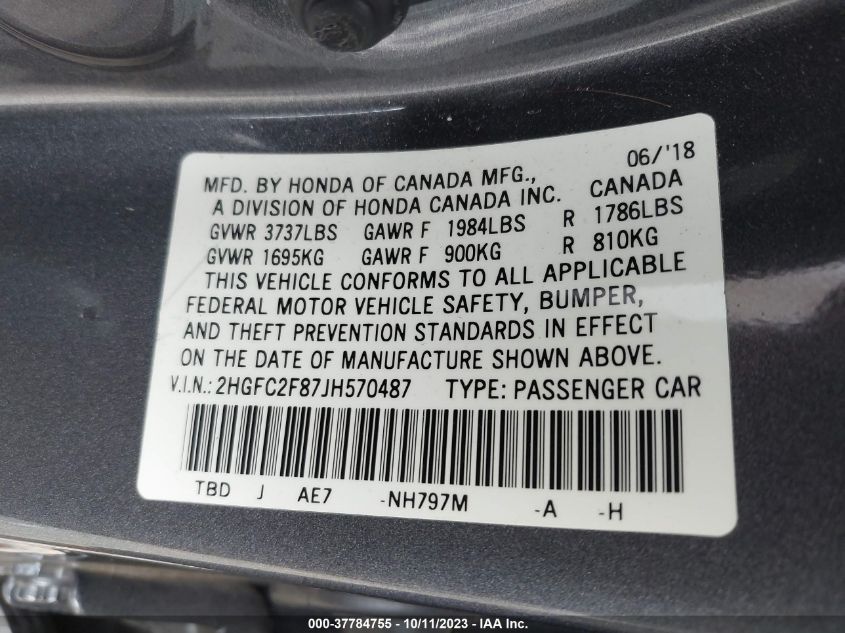 06/'18
MFD. BY HONDA OF CANADA MFG., CANADA
A DIVISION OF HONDA CANADA INC.
GVWR 3737LBS GAWR F 1984LBS R 1786LBS
GVWR 1695KG GAWR F 900KG R 810KG
THIS VEHICLE CONFORMS TO ALL APPLICABLE
FEDERAL MOTOR VEHICLE SAFETY, BUMPER,
AND THEFT PREVENTION STANDARDS IN EFFECT
ON THE DATE OF MANUFACTURE SHOWN ABOVE.
V.I.N.: 2HGFC2F87JH570487 TYPE: PASSENGER CAR
TBD J AE7 -NH797M -A -H
000-37784755 - 10/11/2023 - IAA Inc.